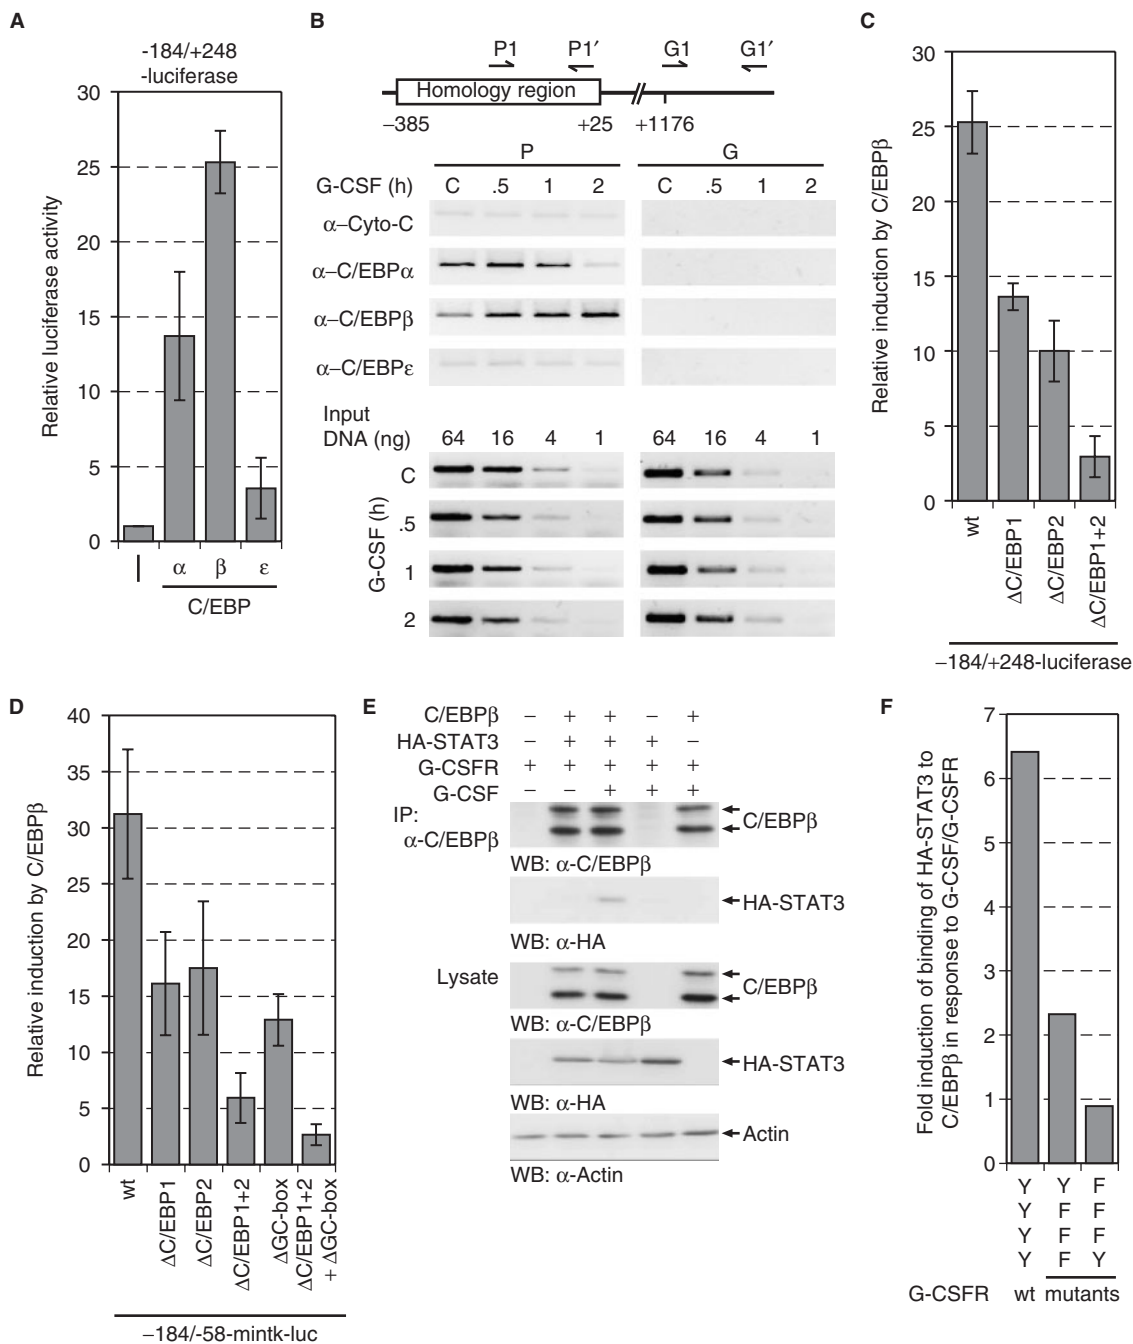 A
-184/+248
-luciferase
Relative luciferase activity
30
25
20
15
10
5
0
α β ε
C/EBP
B
P1 P1′ G1 G1′
Homology region
−385 +25 +1176
P G
G-CSF (h) C .5 1 2 C .5 1 2
α−Cyto-C
α−C/EBPα
α−C/EBPβ
α−C/EBPε
Input
DNA (ng) 64 16 4 1 64 16 4 1
G-CSF (h)
C
.5
1
2
C
Relative induction by C/EBPβ
30
25
20
15
10
5
0
wt
ΔC/EBP1
ΔC/EBP2
ΔC/EBP1+2
−184/+248-luciferase
D
Relative induction by C/EBPβ
40
35
30
25
20
15
10
5
0
wt
ΔC/EBP1
ΔC/EBP2
ΔC/EBP1+2
ΔGC-box
ΔC/EBP1+2
+ ΔGC-box
−184/-58-mintk-luc
E
C/EBPβ − + + − +
HA-STAT3 − + + + −
G-CSFR + + + + +
G-CSF − − + + +
IP:
α-C/EBPβ
C/EBPβ
WB: α-C/EBPβ
HA-STAT3
WB: α-HA
Lysate
C/EBPβ
WB: α-C/EBPβ
HA-STAT3
WB: α-HA
Actin
WB: α-Actin
F
Fold induction of binding of HA-STAT3 to
C/EBPβ in response to G-CSF/G-CSFR
7
6
5
4
3
2
1
0
Y Y F
Y F F
Y F F
Y F Y
G-CSFR wt mutants